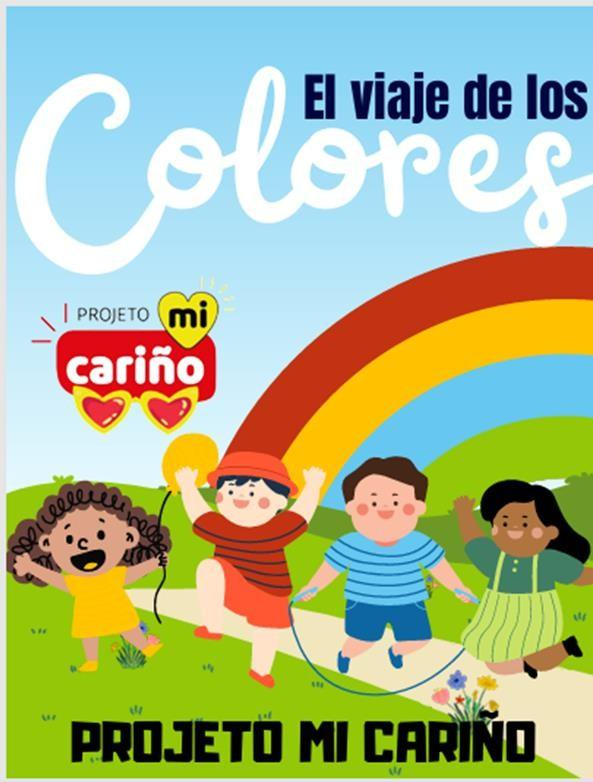 El viaje de los
Colores
PROJETO mi
cariño
PROJETO MI CARIÑO